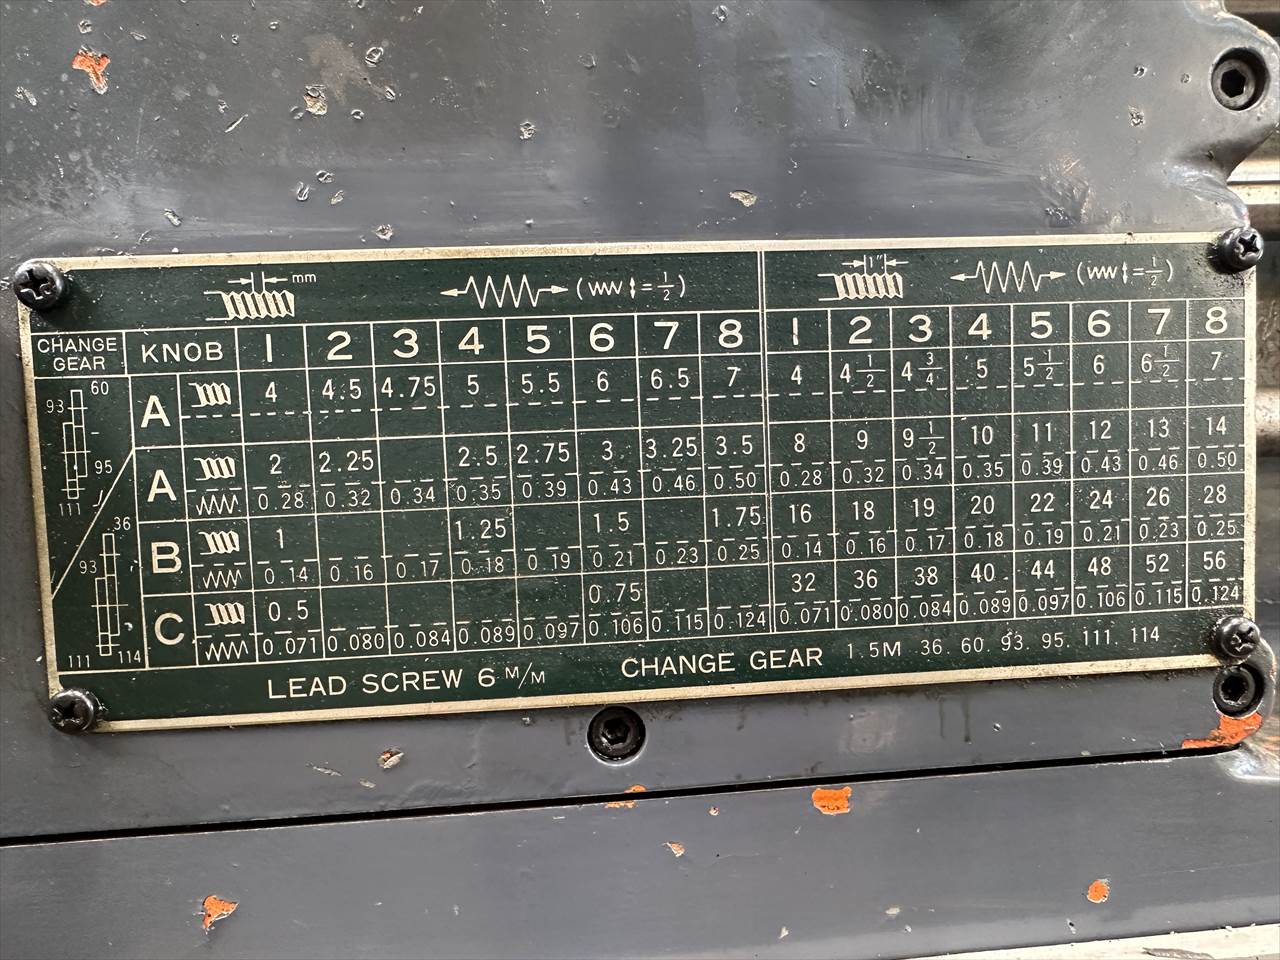 mm (=1/2) 1" (=1/2)
CHANGE GEAR KNOB 1 2 3 4 5 6 7 8 1 2 3 4 5 6 7 8
60
93
95
111
36
93
111 114
A 4 4.5 4.75 5 5.5 6 6.5 7 4 4 1/2 4 3/4 5 5 1/2 6 6 1/2 7
A 2 2.25 2.5 2.75 3 3.25 3.5 8 9 9 1/2 10 11 12 13 14
0.28 0.32 0.34 0.35 0.39 0.43 0.46 0.50 0.28 0.32 0.34 0.35 0.39 0.43 0.46 0.50
B 1 1.25 1.5 1.75 16 18 19 20 22 24 26 28
0.14 0.16 0.17 0.18 0.19 0.21 0.23 0.25 0.14 0.16 0.17 0.18 0.19 0.21 0.23 0.25
C 0.5 0.75 32 36 38 40 44 48 52 56
0.071 0.080 0.084 0.089 0.097 0.106 0.115 0.124 0.071 0.080 0.084 0.089 0.097 0.106 0.115 0.124
LEAD SCREW 6 M/M CHANGE GEAR 1.5M 36. 60. 93. 95. 111. 114